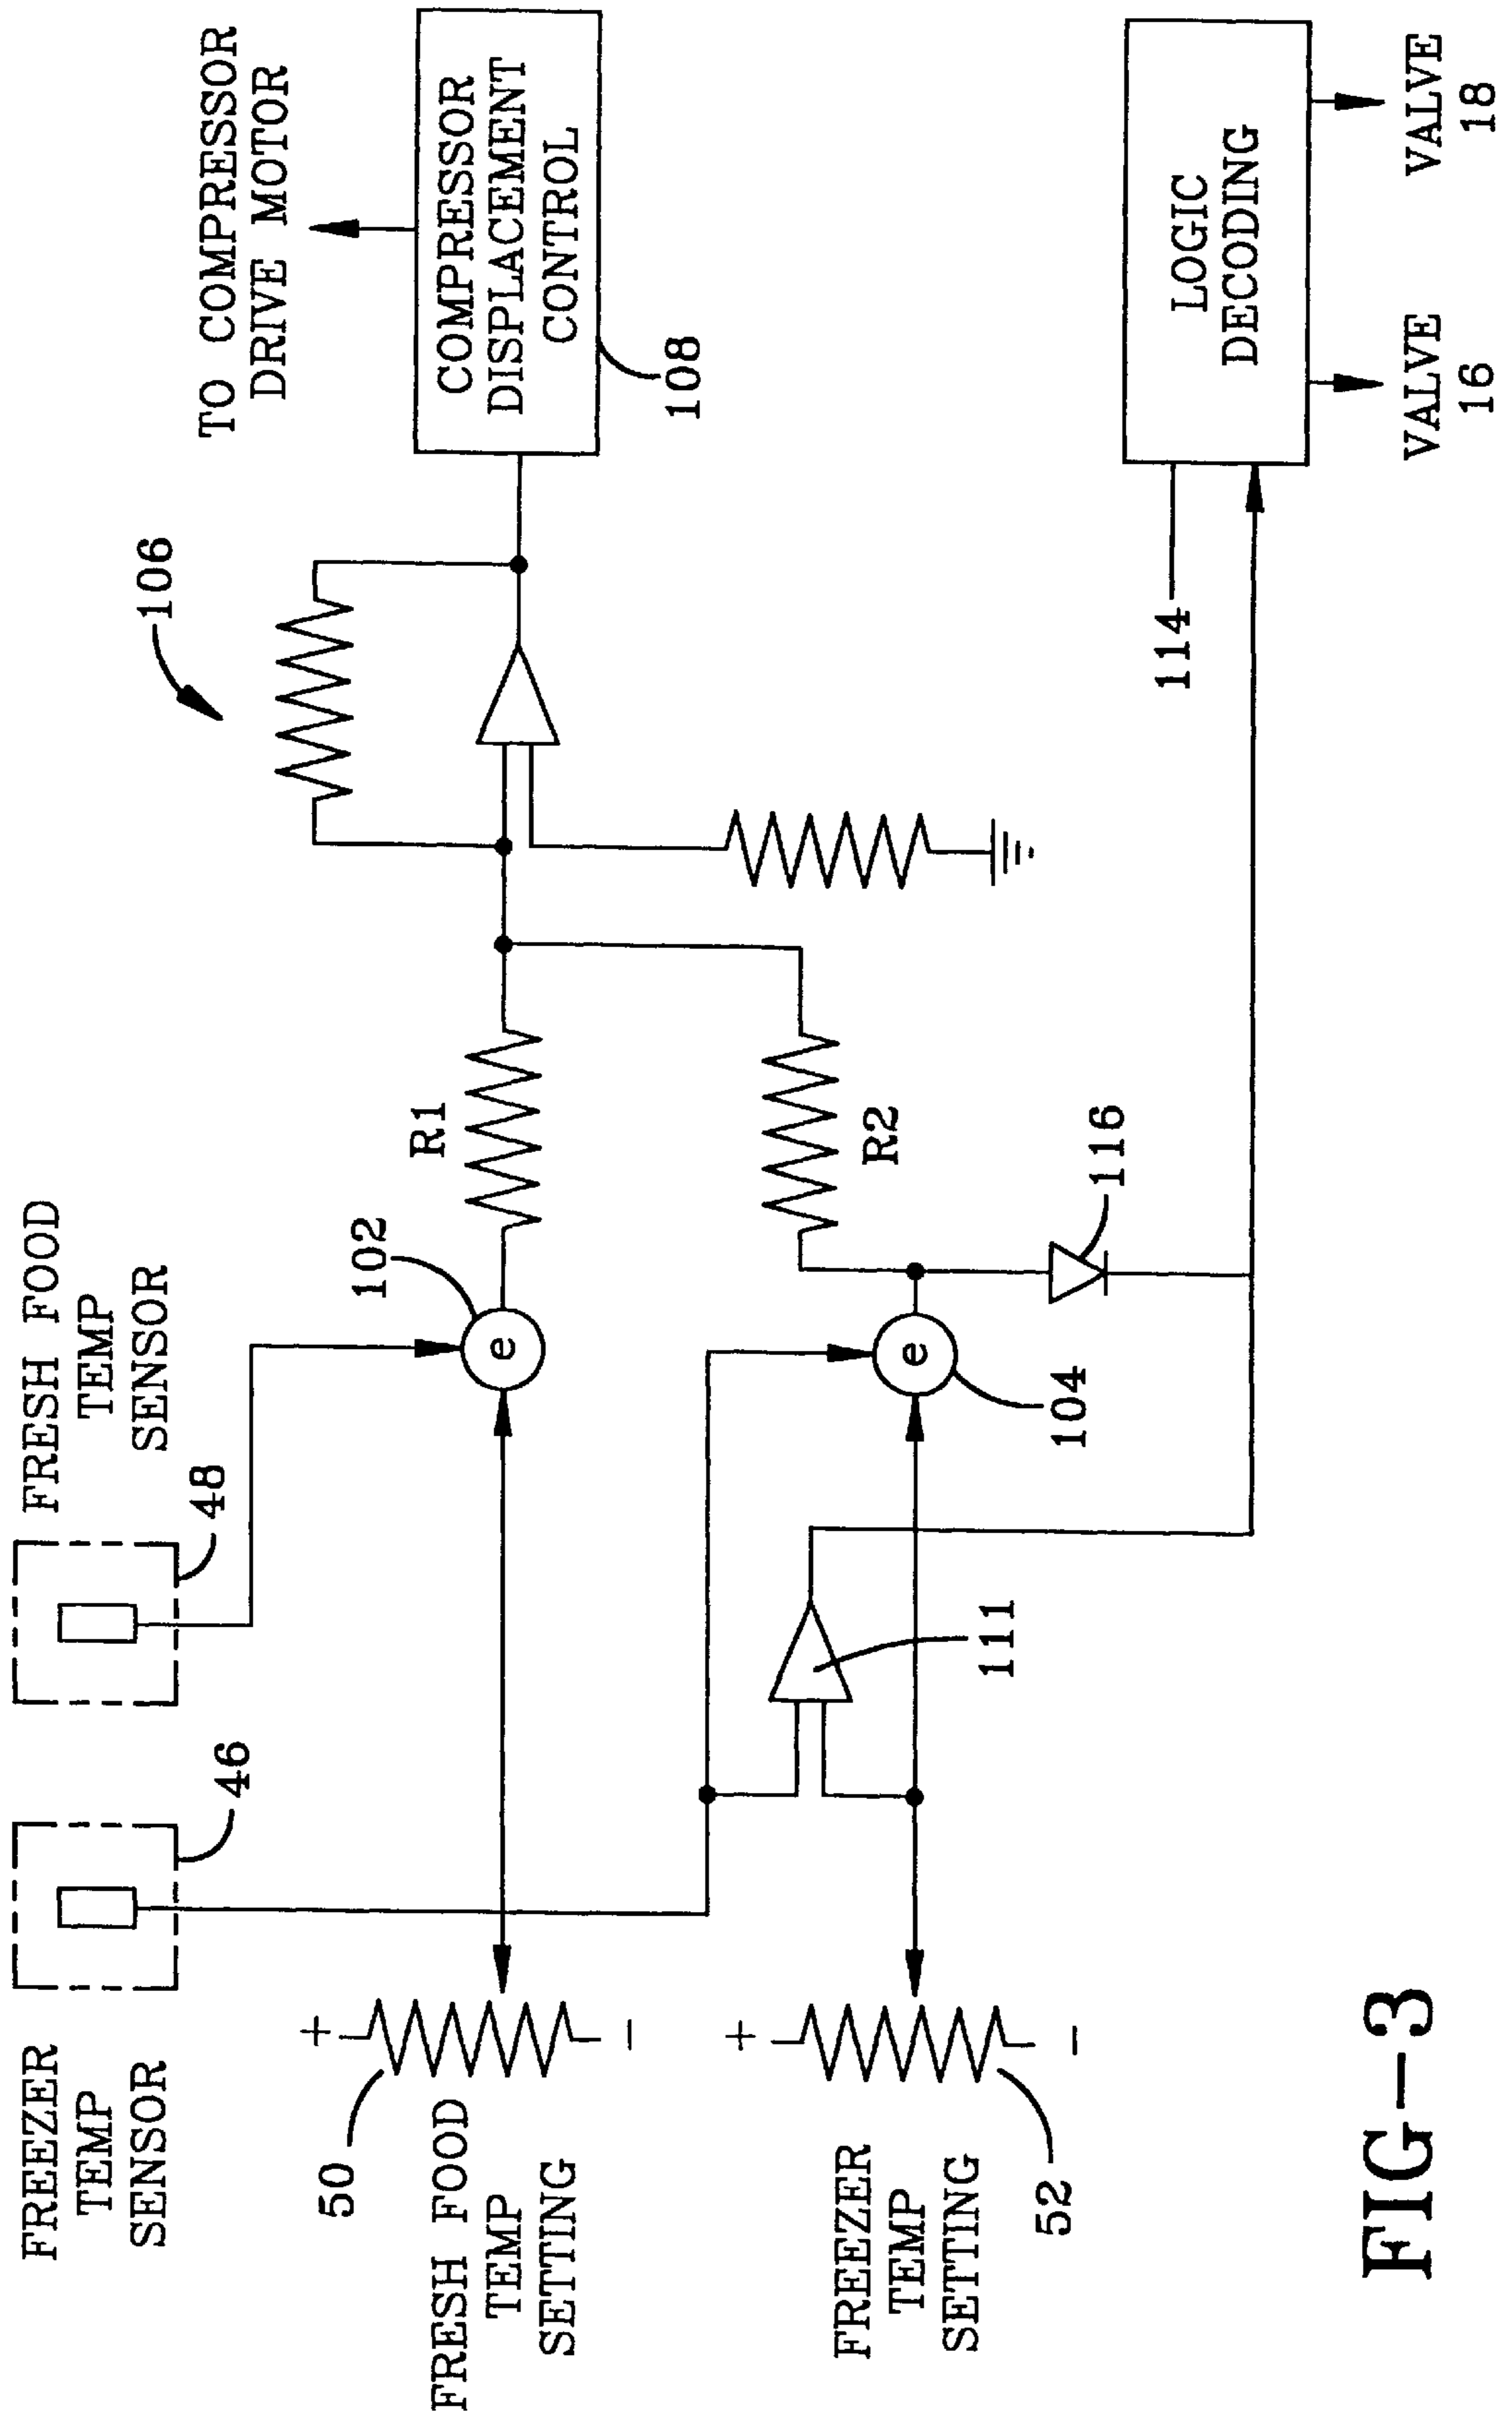 FREEZER
TEMP
SENSOR
46
FRESH FOOD
TEMP
SENSOR
48
TO COMPRESSOR
DRIVE MOTOR
106
COMPRESSOR
DISPLACEMENT
CONTROL
108
50
+
-
FRESH FOOD
TEMP
SETTING
102
e
R1
+
-
FREEZER
TEMP
SETTING
52
111
104
e
R2
116
114
LOGIC
DECODING
VALVE
16
VALVE
18
FIG-3